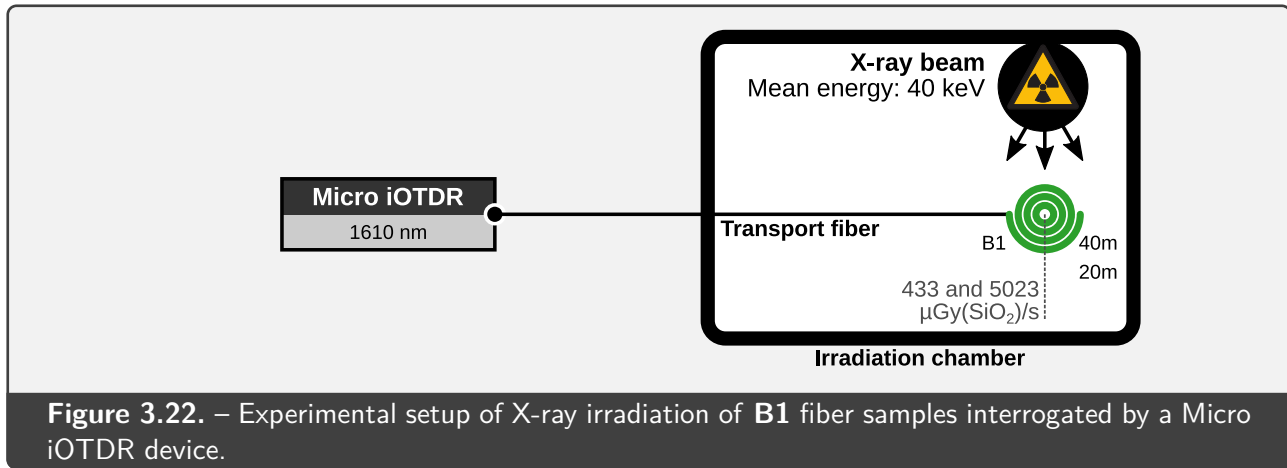 X-ray beam
Mean energy: 40 keV
Micro iOTDR
1610 nm
Transport fiber
B1
40m
20m
433 and 5023
µGy(SiO₂)/s
Irradiation chamber
Figure 3.22. – Experimental setup of X-ray irradiation of B1 fiber samples interrogated by a Micro
iOTDR device.